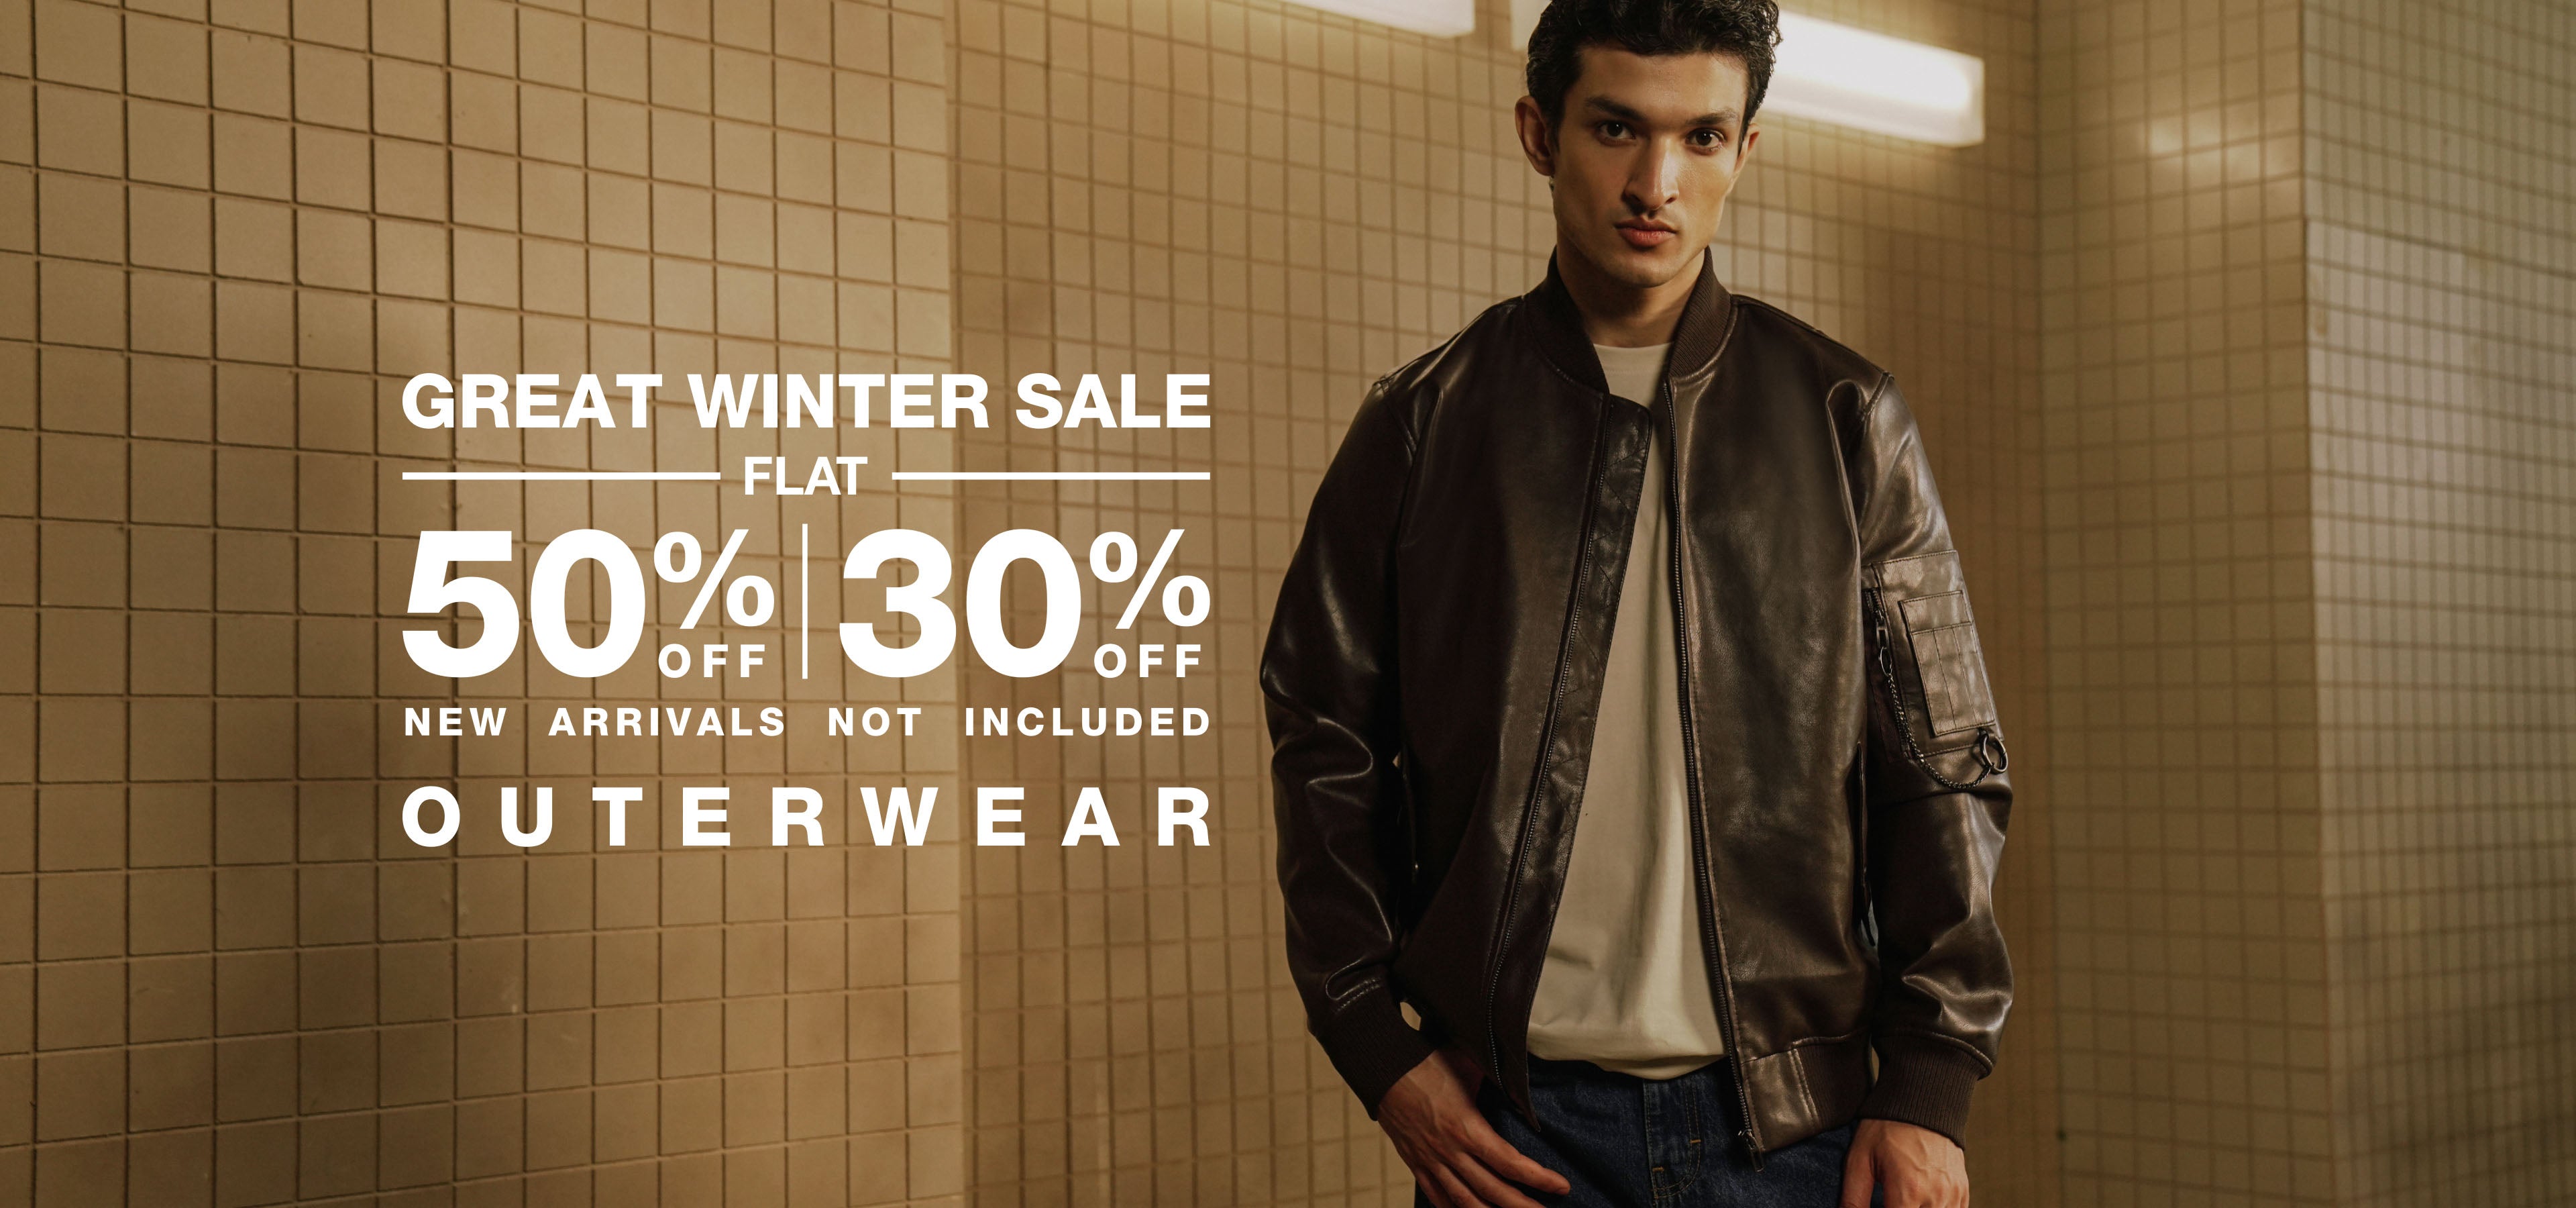 GREAT WINTER SALE
FLAT
50% OFF | 30% OFF
NEW ARRIVALS NOT INCLUDED
OUTERWEAR